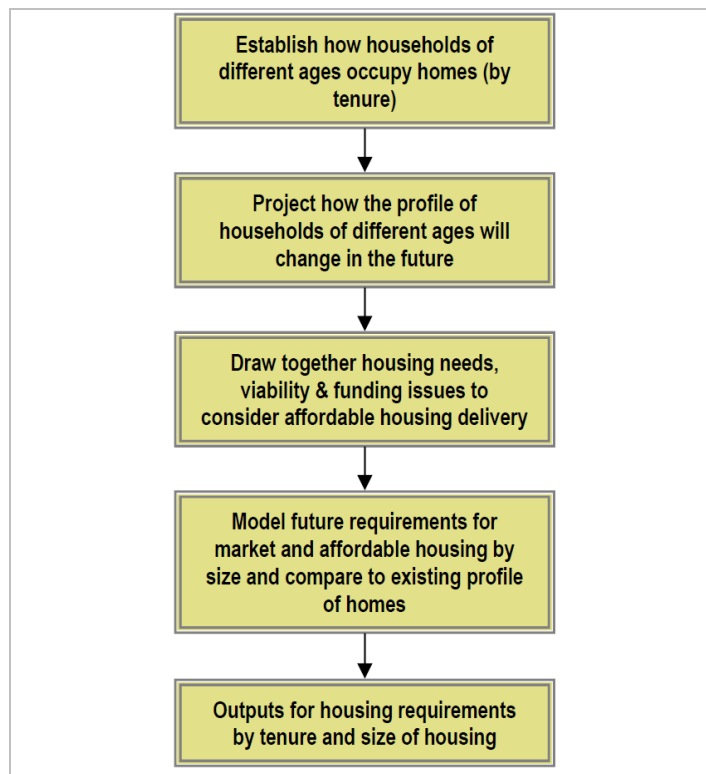 Establish how households of
different ages occupy homes (by
tenure)
Project how the profile of
households of different ages will
change in the future
Draw together housing needs,
viability & funding issues to
consider affordable housing delivery
Model future requirements for
market and affordable housing by
size and compare to existing profile
of homes
Outputs for housing requirements
by tenure and size of housing